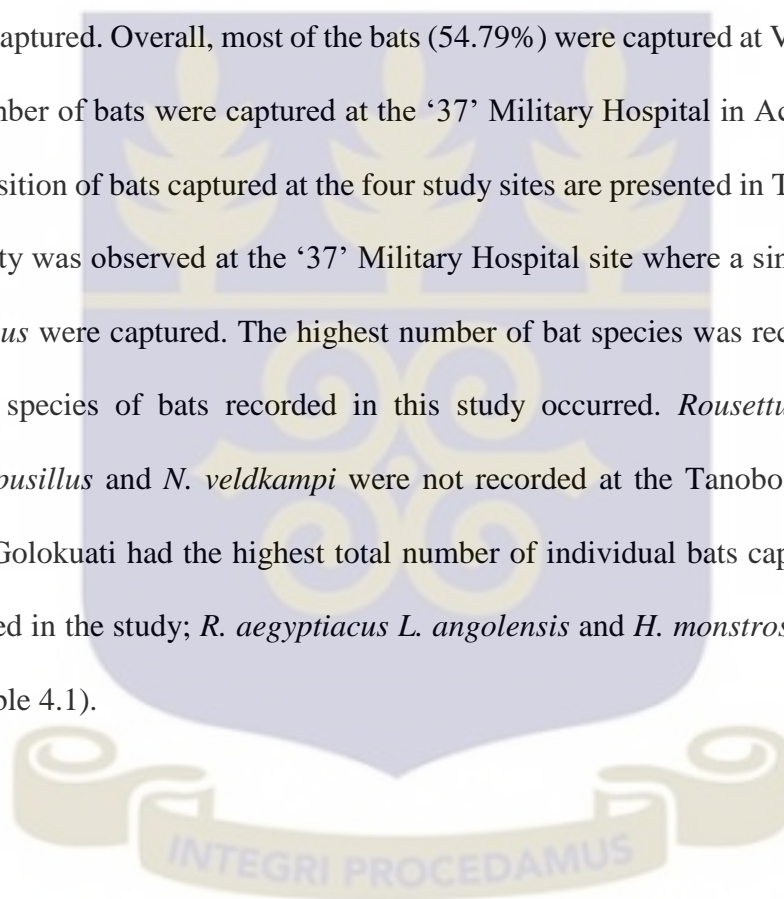 aptured. Overall, most of the bats (54.79%) were captured at V
nber of bats were captured at the ‘37’ Military Hospital in Ac
sition of bats captured at the four study sites are presented in T
ty was observed at the ‘37’ Military Hospital site where a sin
us were captured. The highest number of bat species was rec
species of bats recorded in this study occurred. Rousettu
pusillus and N. veldkampi were not recorded at the Tanobo
Golokuati had the highest total number of individual bats cap
ed in the study; R. aegyptiacus L. angolensis and H. monstros
ble 4.1).
INTEGRI PROCEDAMUS